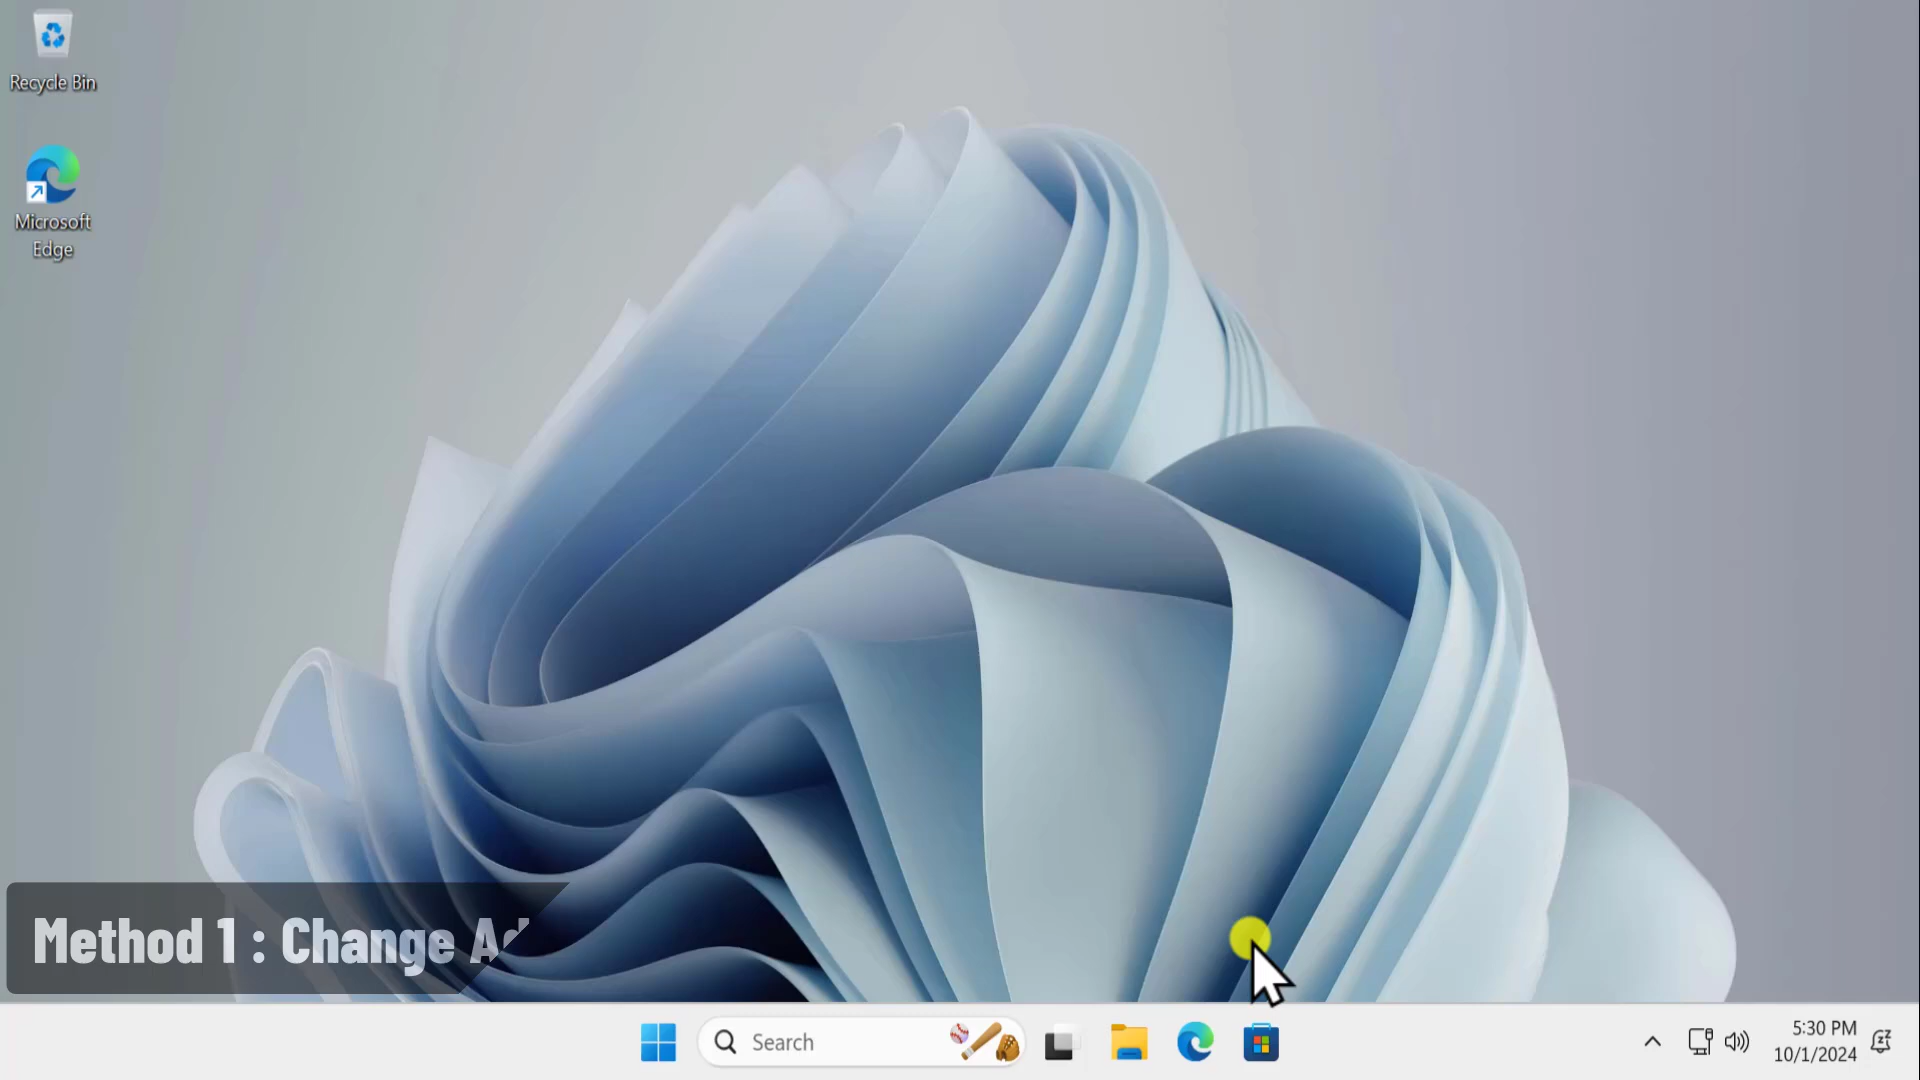 Recycle Bin
Microsoft
Edge
Method 1 : Change
Search
5:30 PM
10/1/2024